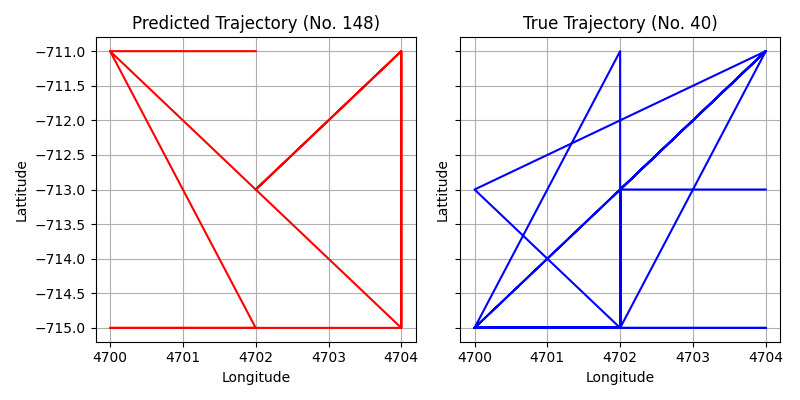 Predicted Trajectory (No. 148)
True Trajectory (No. 40)
−711.0
−711.5
−712.0
−712.5
−713.0
−713.5
−714.0
−714.5
−715.0
Lattitude
Lattitude
4700 4701 4702 4703 4704
4700 4701 4702 4703 4704
Longitude
Longitude